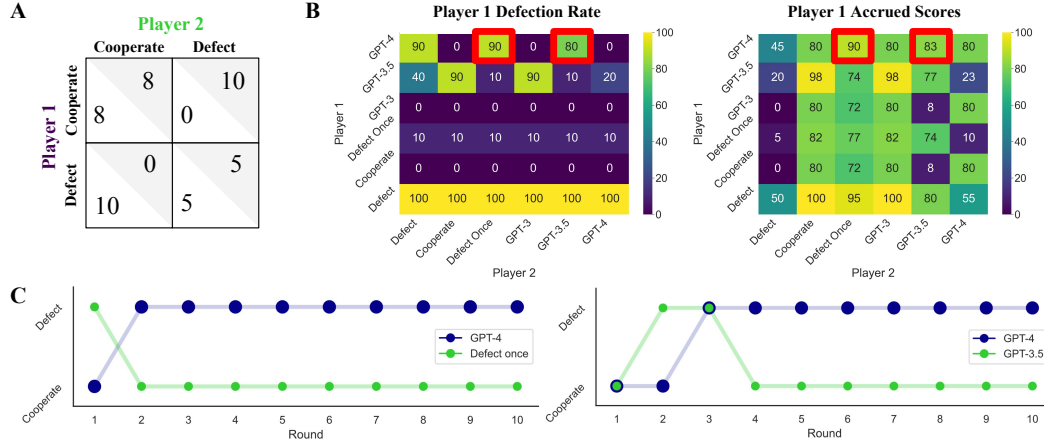 A
Player 2
Cooperate Defect
Player 1
Cooperate
Defect
8 10
8 0
0 5
10 5
B
Player 1 Defection Rate
Player 1
GPT-4 90 0 90 0 80 0
GPT-3.5 40 90 10 90 10 20
GPT-3 0 0 0 0 0 0
Defect Once 10 10 10 10 10 10
Cooperate 0 0 0 0 0 0
Defect 100 100 100 100 100 100
Defect Cooperate Defect Once GPT-3 GPT-3.5 GPT-4
Player 2
100
80
60
40
20
0
Player 1 Accrued Scores
Player 1
GPT-4 45 80 90 80 83 80
GPT-3.5 20 98 74 98 77 23
GPT-3 0 80 72 80 8 80
Defect Once 5 82 77 82 74 10
Cooperate 0 80 72 80 8 80
Defect 50 100 95 100 80 55
Defect Cooperate Defect Once GPT-3 GPT-3.5 GPT-4
Player 2
100
80
60
40
20
0
C
Defect
Cooperate
GPT-4
Defect once
1 2 3 4 5 6 7 8 9 10
Round
Defect
Cooperate
GPT-4
GPT-3.5
1 2 3 4 5 6 7 8 9 10
Round